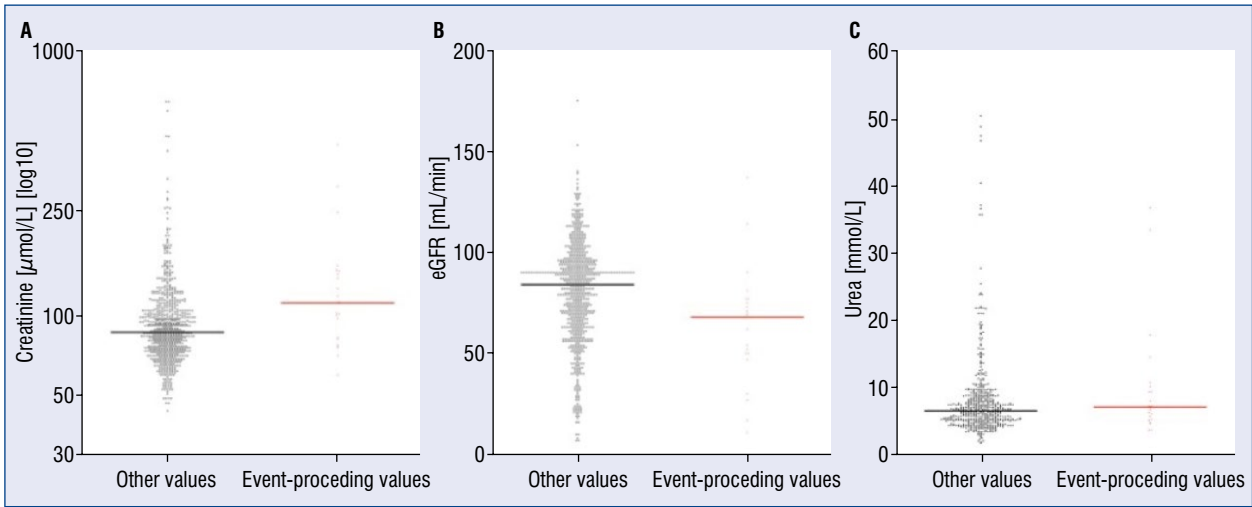 A
Creatinine [µmol/L] [log10]
1000
250
100
50
30
Other values
Event-proceding values
B
eGFR [mL/min]
200
150
100
50
0
Other values
Event-proceding values
C
Urea [mmol/L]
60
50
40
30
20
10
0
Other values
Event-proceding values